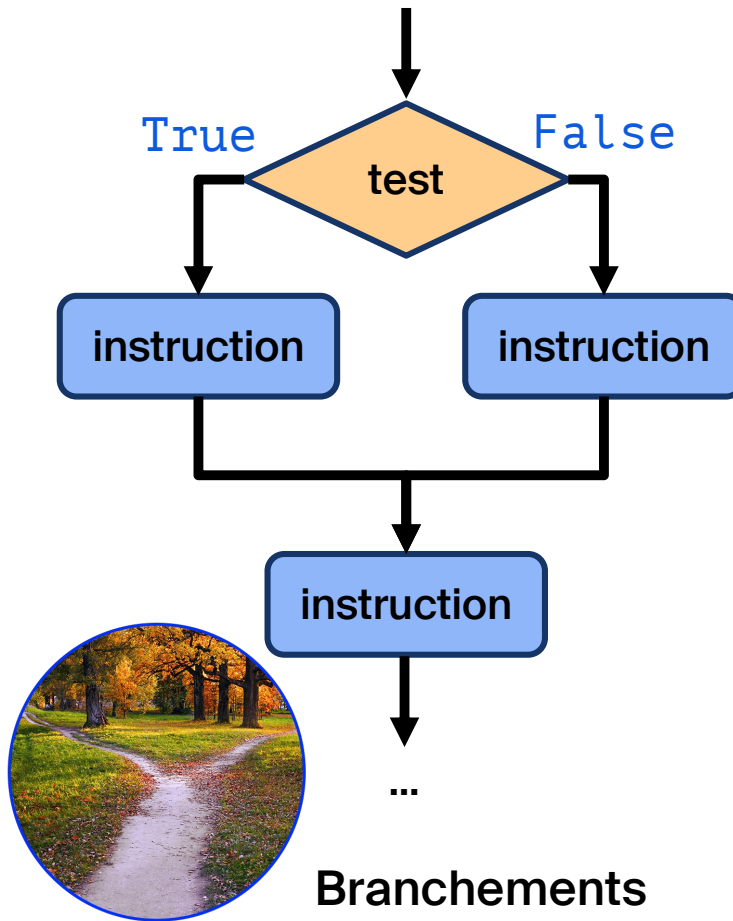 True
False
test
instruction
instruction
instruction
...
Branchements